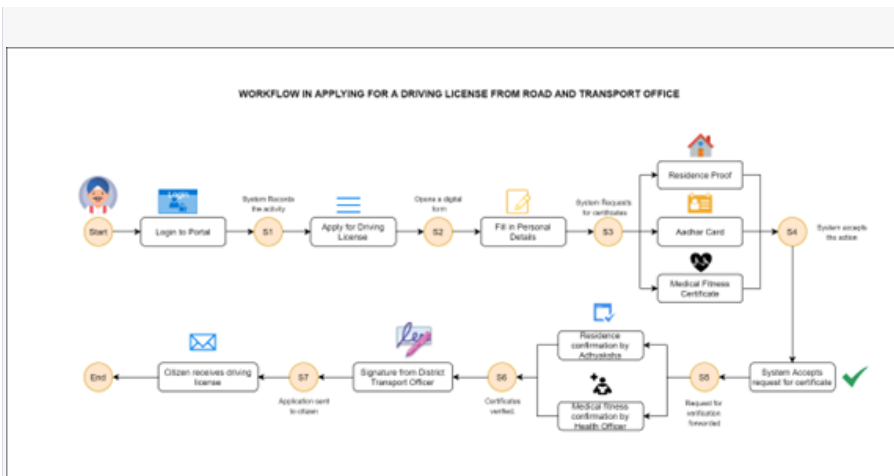 WORKFLOW IN APPLYING FOR A DRIVING LICENSE FROM ROAD AND TRANSPORT OFFICE
Start
Login
Login to Portal
System Records
the activity
S1
Apply for Driving
License
Opens a digital
form
S2
Fill in Personal
Details
System Requests
for certificates
S3
Residence Proof
Aadhar Card
Medical Fitness
Certificate
S4
System accepts
the action
System Accepts
request for certificate
S5
Request for
verification
forwarded
Residence
confirmation by
Adhyaksha
Medical fitness
confirmation by
Health Officer
S6
Certificates
verified.
Signature from District
Transport Officer
S7
Application sent
to citizen
Citizen receives driving
license
End